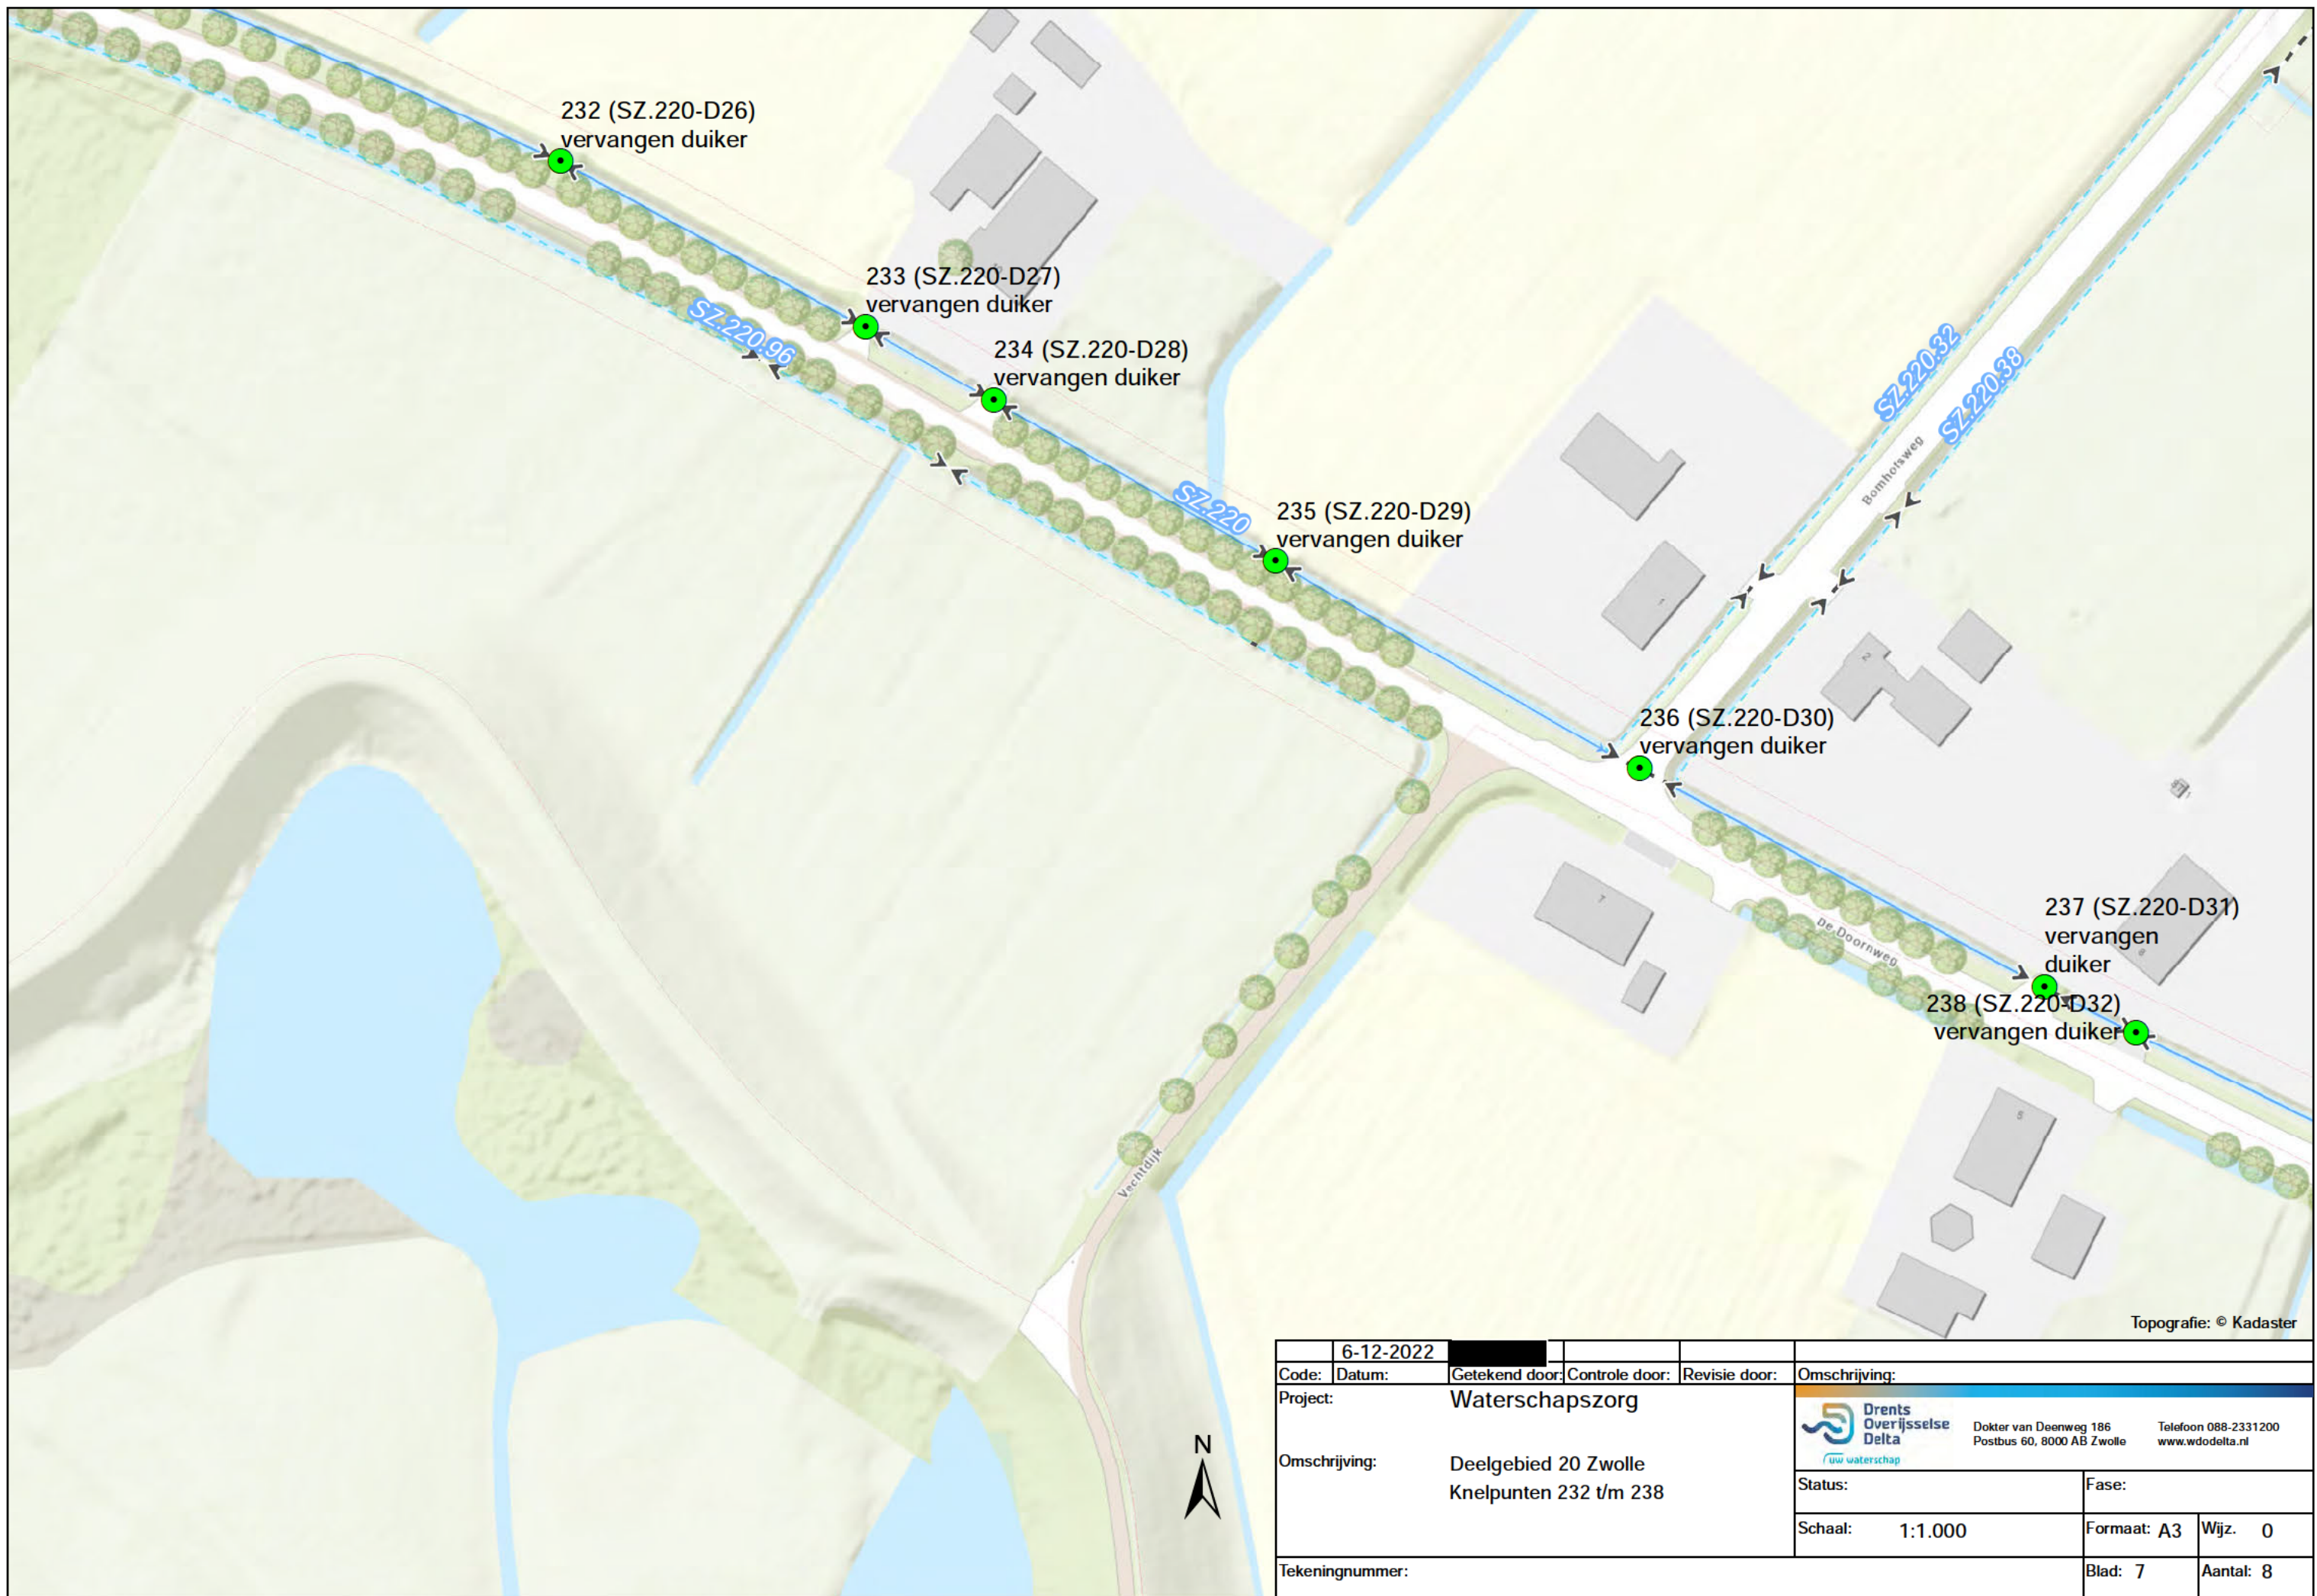 232 (SZ.220-D26)
vervangen duiker
233 (SZ.220-D27)
vervangen duiker
234 (SZ.220-D28)
vervangen duiker
SZ.220.96
SZ.220
235 (SZ.220-D29)
vervangen duiker
SZ.220.32
SZ.220.38
Bomhofsweg
1
2
236 (SZ.220-D30)
vervangen duiker
7
De Doornweg
237 (SZ.220-D31)
vervangen
duiker
6
238 (SZ.220-D32)
vervangen duiker
5
Vechtdijk
Topografie: © Kadaster
N
6-12-2022
Code: Datum: Getekend door: Controle door: Revisie door: Omschrijving:
Project: Waterschapszorg
Omschrijving: Deelgebied 20 Zwolle
Knelpunten 232 t/m 238
Drents
Overijsselse
Delta
uw waterschap
Dokter van Deenweg 186
Postbus 60, 8000 AB Zwolle
Telefoon 088-2331200
www.wdodelta.nl
Status: Fase:
Schaal: 1:1.000 Formaat: A3 Wijz. 0
Tekeningnummer: Blad: 7 Aantal: 8